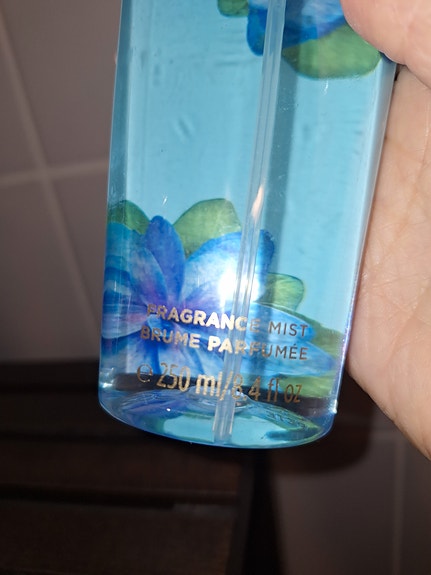 FRAGRANCE MIST
BRUME PARFUMÉE
℮ 250 ml/8.4 fl oz